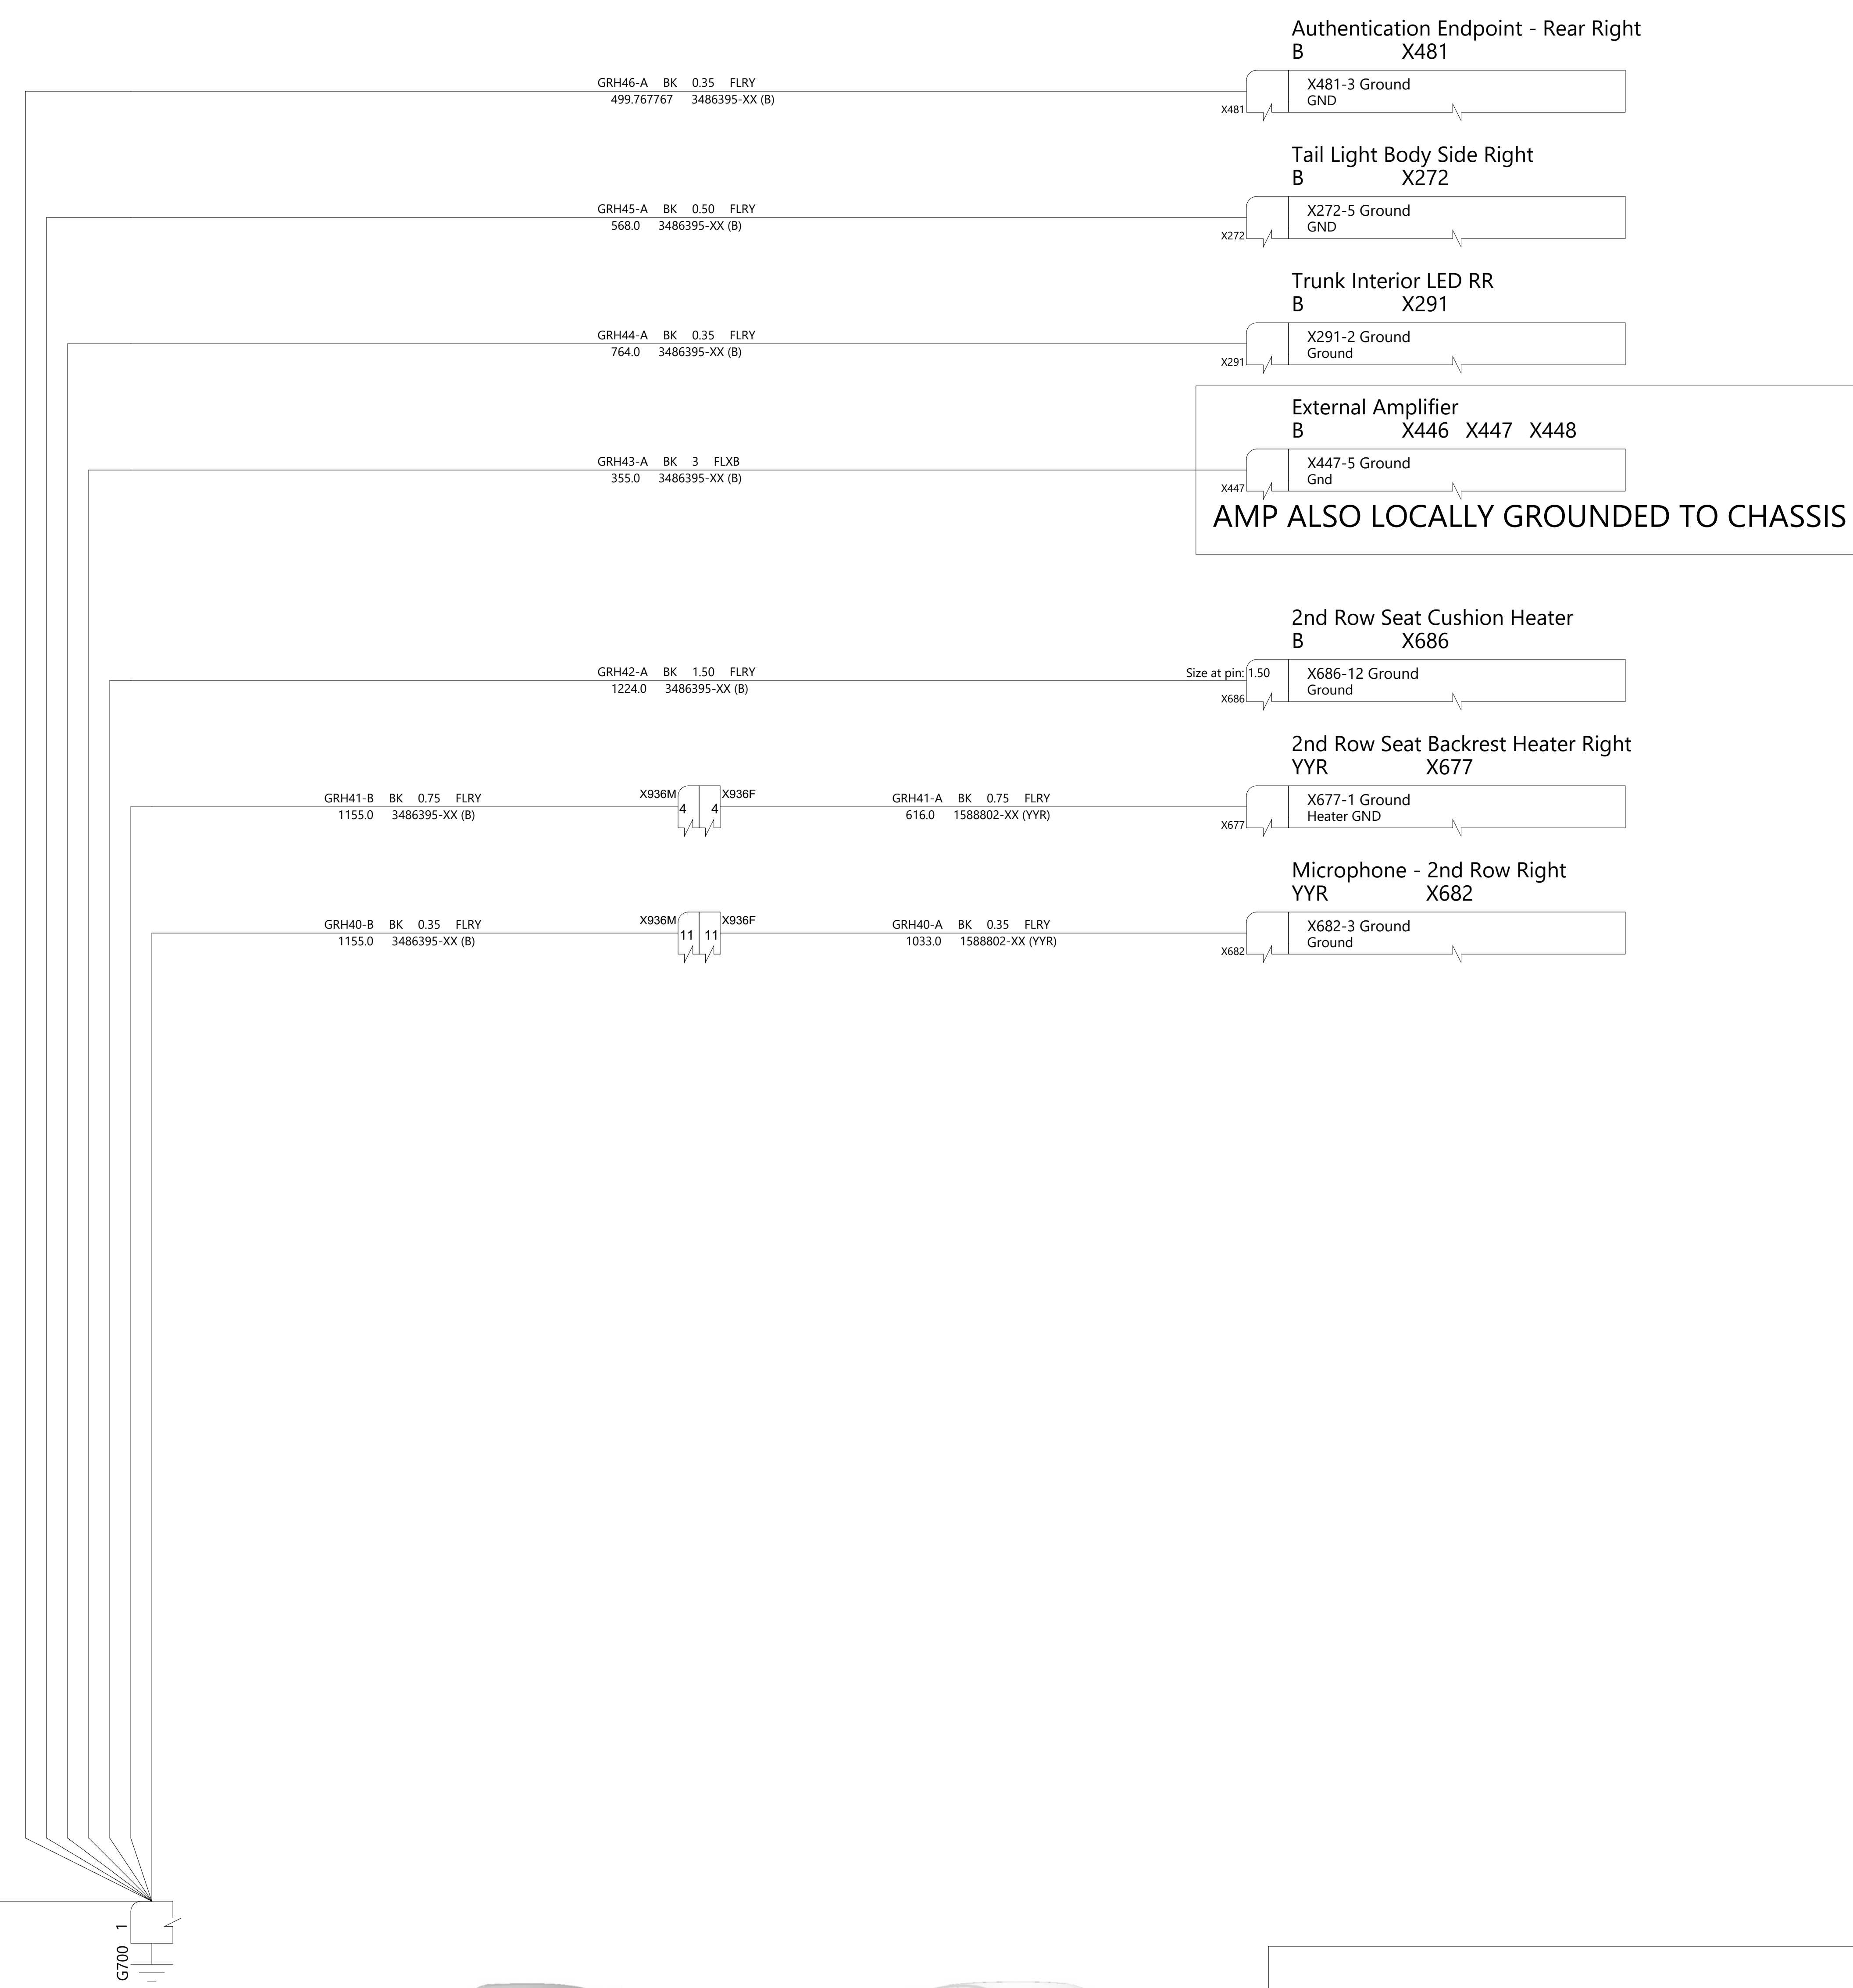 Authentication Endpoint - Rear Right
B X481
GRH46-A BK 0.35 FLRY
499.767767 3486395-XX (B)
X481-3 Ground
GND
X481
Tail Light Body Side Right
B X272
GRH45-A BK 0.50 FLRY
568.0 3486395-XX (B)
X272-5 Ground
GND
X272
Trunk Interior LED RR
B X291
GRH44-A BK 0.35 FLRY
764.0 3486395-XX (B)
X291-2 Ground
Ground
X291
External Amplifier
B X446 X447 X448
GRH43-A BK 3 FLXB
355.0 3486395-XX (B)
X447-5 Ground
Gnd
X447
AMP ALSO LOCALLY GROUNDED TO CHASSIS
2nd Row Seat Cushion Heater
B X686
GRH42-A BK 1.50 FLRY
1224.0 3486395-XX (B)
Size at pin: 1.50
X686-12 Ground
Ground
X686
2nd Row Seat Backrest Heater Right
YYR X677
GRH41-B BK 0.75 FLRY
1155.0 3486395-XX (B)
X936M X936F
4 4
GRH41-A BK 0.75 FLRY
616.0 1588802-XX (YYR)
X677-1 Ground
Heater GND
X677
Microphone - 2nd Row Right
YYR X682
GRH40-B BK 0.35 FLRY
1155.0 3486395-XX (B)
X936M X936F
11 11
GRH40-A BK 0.35 FLRY
1033.0 1588802-XX (YYR)
X682-3 Ground
Ground
X682
G700 1